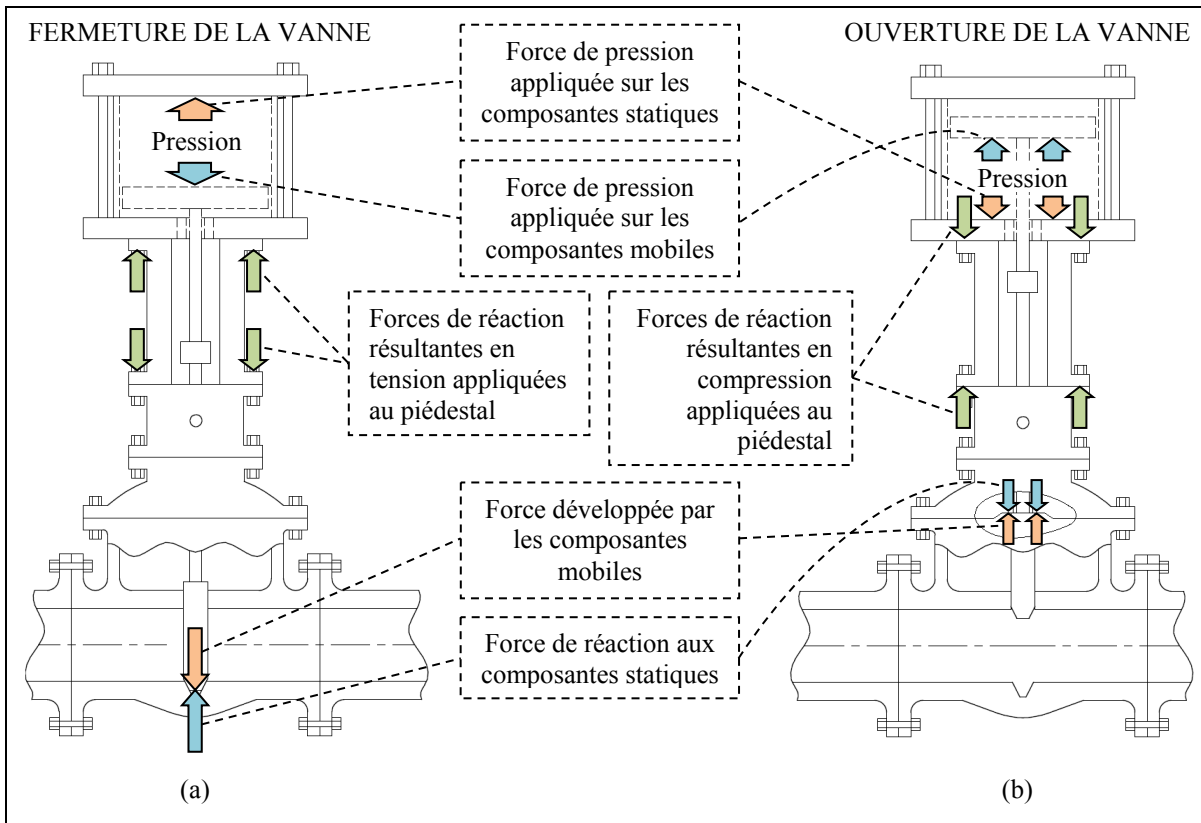 FERMETURE DE LA VANNE
OUVERTURE DE LA VANNE
Force de pression
appliquée sur les
composantes statiques
Pression
Force de pression
appliquée sur les
composantes mobiles
Pression
Forces de réaction
résultantes en
tension appliquées
au piédestal
Forces de réaction
résultantes en
compression
appliquées au
piédestal
Force développée par
les composantes
mobiles
Force de réaction aux
composantes statiques
(a)
(b)